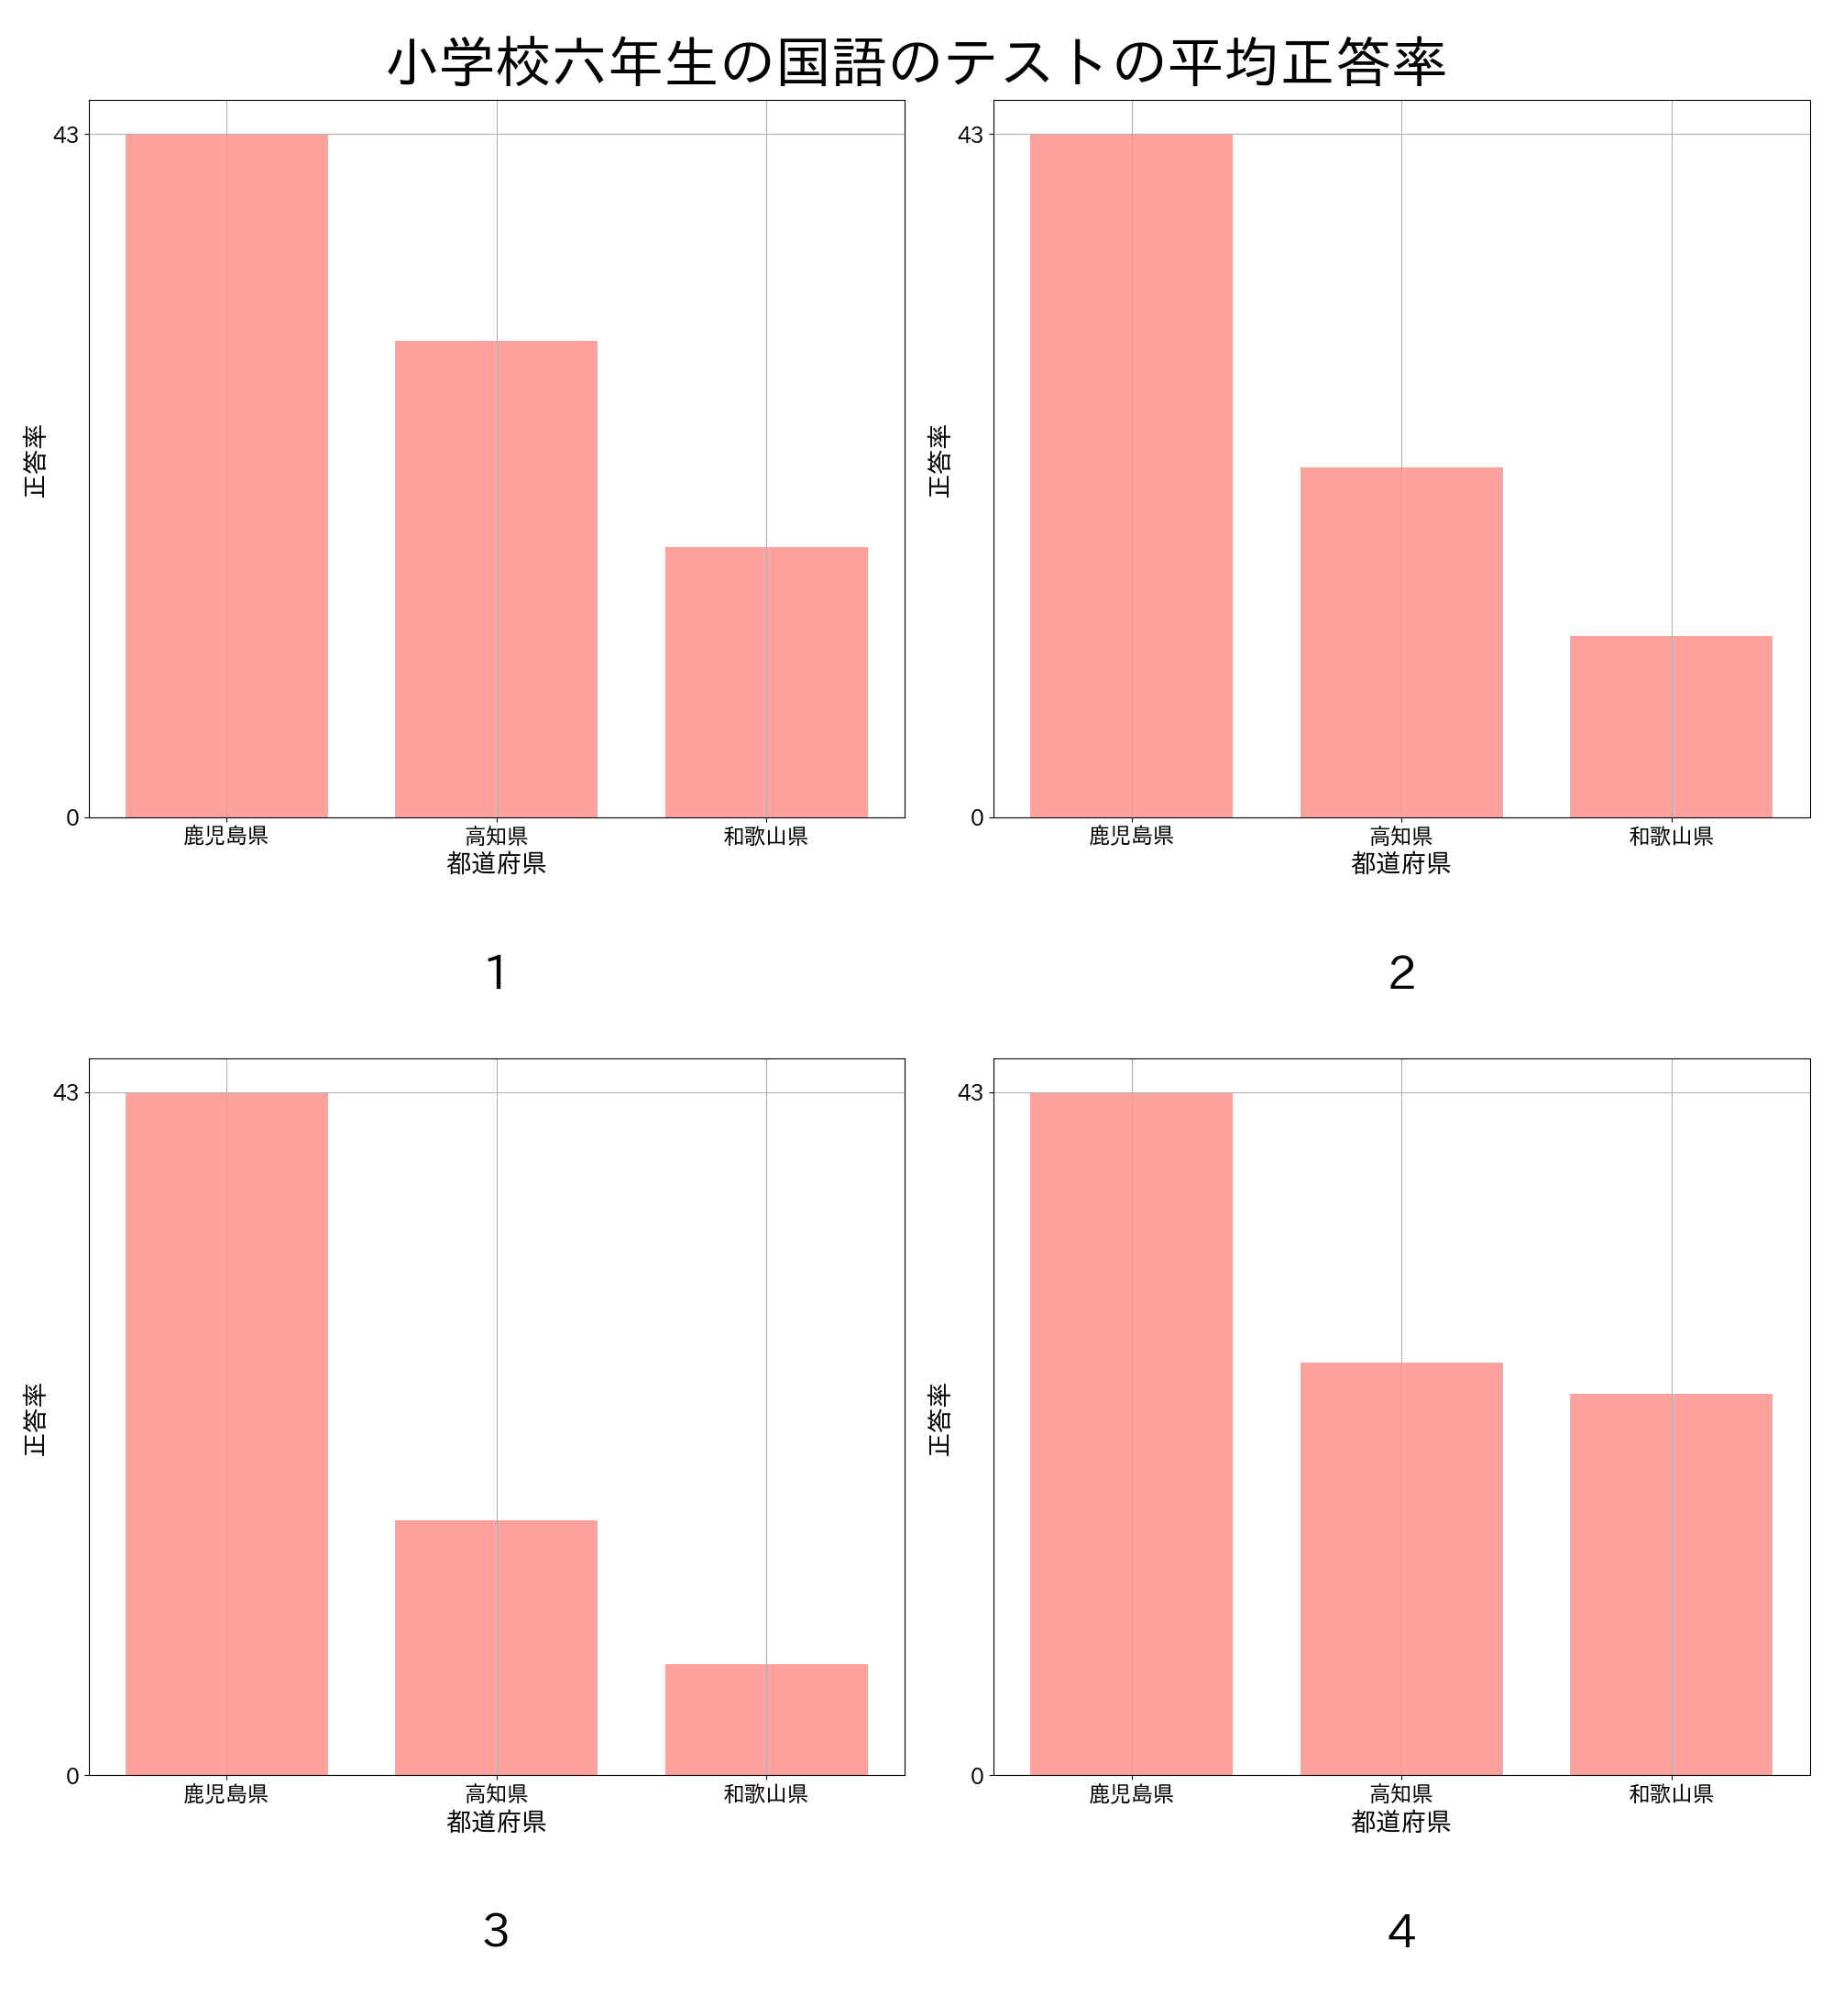 小学校六年生の国語のテストの平均正答率
43
0
正答率
鹿児島県 高知県 和歌山県
都道府県
1
43
0
正答率
鹿児島県 高知県 和歌山県
都道府県
2
43
0
正答率
鹿児島県 高知県 和歌山県
都道府県
3
43
0
正答率
鹿児島県 高知県 和歌山県
都道府県
4